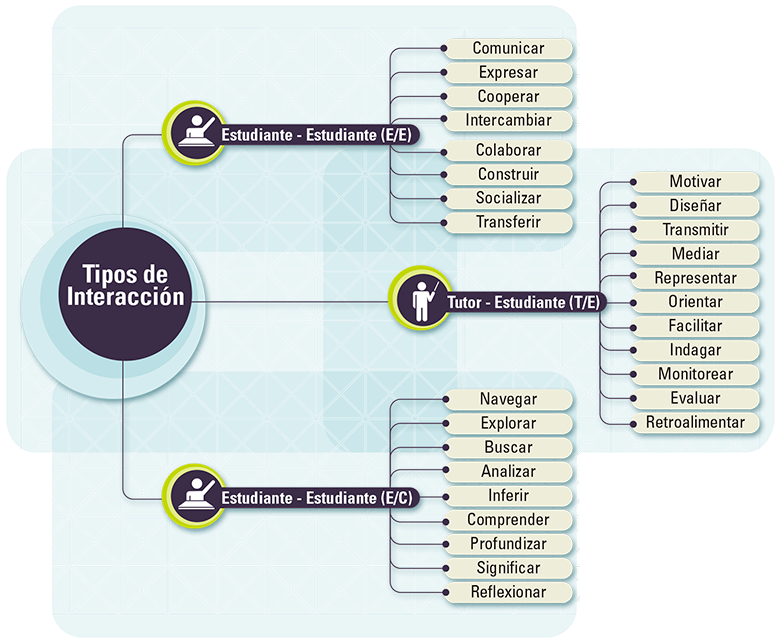 Tipos de
Interacción
Estudiante - Estudiante (E/E)
Comunicar
Expresar
Cooperar
Intercambiar
Colaborar
Construir
Socializar
Transferir
Tutor - Estudiante (T/E)
Motivar
Diseñar
Transmitir
Mediar
Representar
Orientar
Facilitar
Indagar
Monitorear
Evaluar
Retroalimentar
Estudiante - Estudiante (E/C)
Navegar
Explorar
Buscar
Analizar
Inferir
Comprender
Profundizar
Significar
Reflexionar